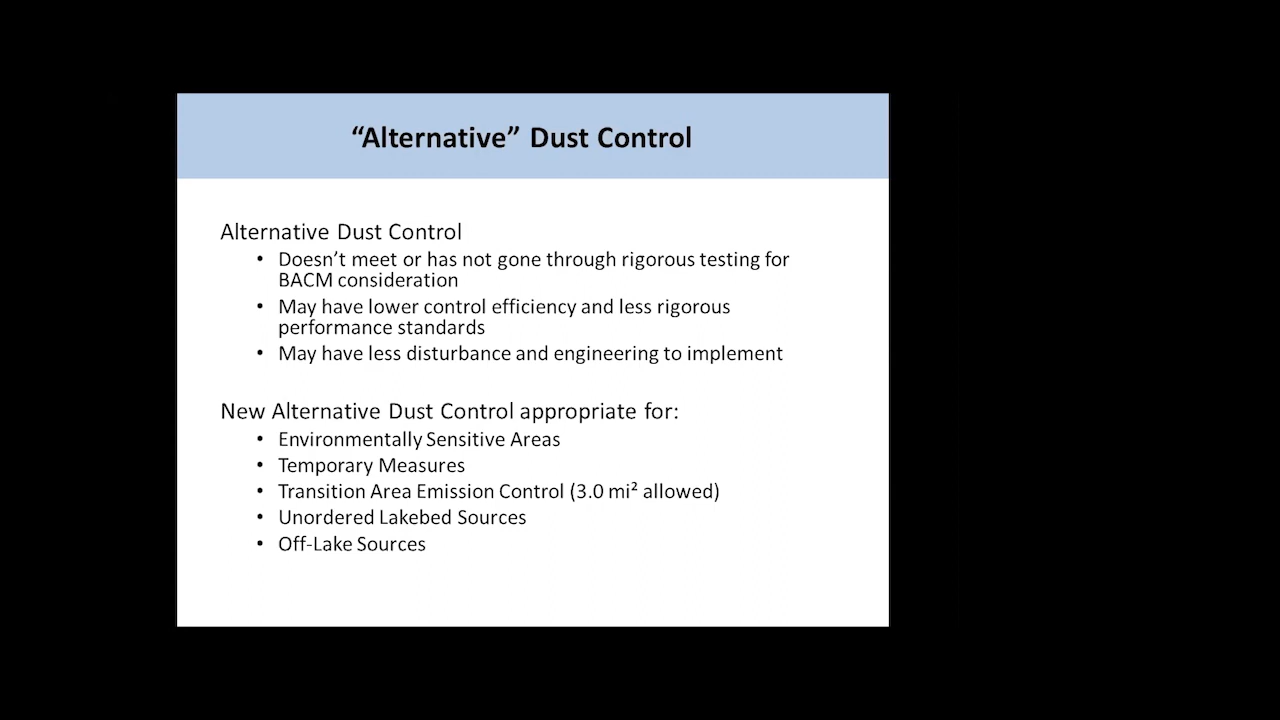 “Alternative” Dust Control
Alternative Dust Control
• Doesn’t meet or has not gone through rigorous testing for
BACM consideration
• May have lower control efficiency and less rigorous
performance standards
• May have less disturbance and engineering to implement
New Alternative Dust Control appropriate for:
• Environmentally Sensitive Areas
• Temporary Measures
• Transition Area Emission Control (3.0 mi² allowed)
• Unordered Lakebed Sources
• Off-Lake Sources